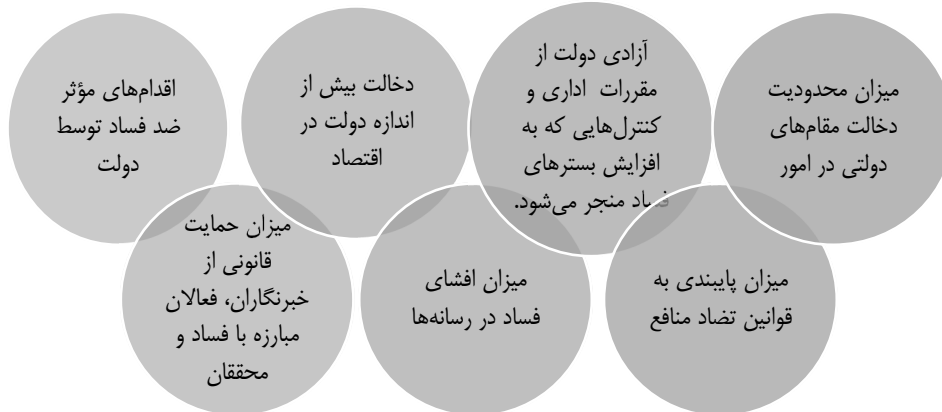 میزان محدودیت
دخالت مقام‌های
دولتی در امور
آزادی دولت از
مقررات اداری و
کنترل‌هایی که به
افزایش بسترهای
فساد منجر می‌شود.
دخالت بیش از
اندازه دولت در
اقتصاد
اقدام‌های مؤثر
ضد فساد توسط
دولت
میزان پایبندی به
قوانین تضاد منافع
میزان افشای
فساد در رسانه‌ها
میزان حمایت
قانونی از
خبرنگاران، فعالان
مبارزه با فساد و
محققان